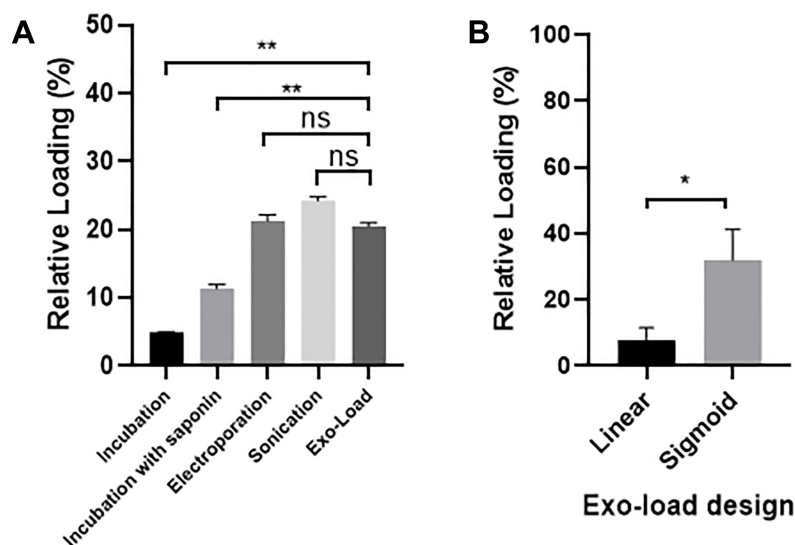 A
Relative Loading (%)
50
40
30
20
10
0
**
**
ns
ns
Incubation
Incubation with saponin
Electroporation
Sonication
Exo-Load
B
Relative Loading (%)
100
80
60
40
20
0
*
Linear
Sigmoid
Exo-load design